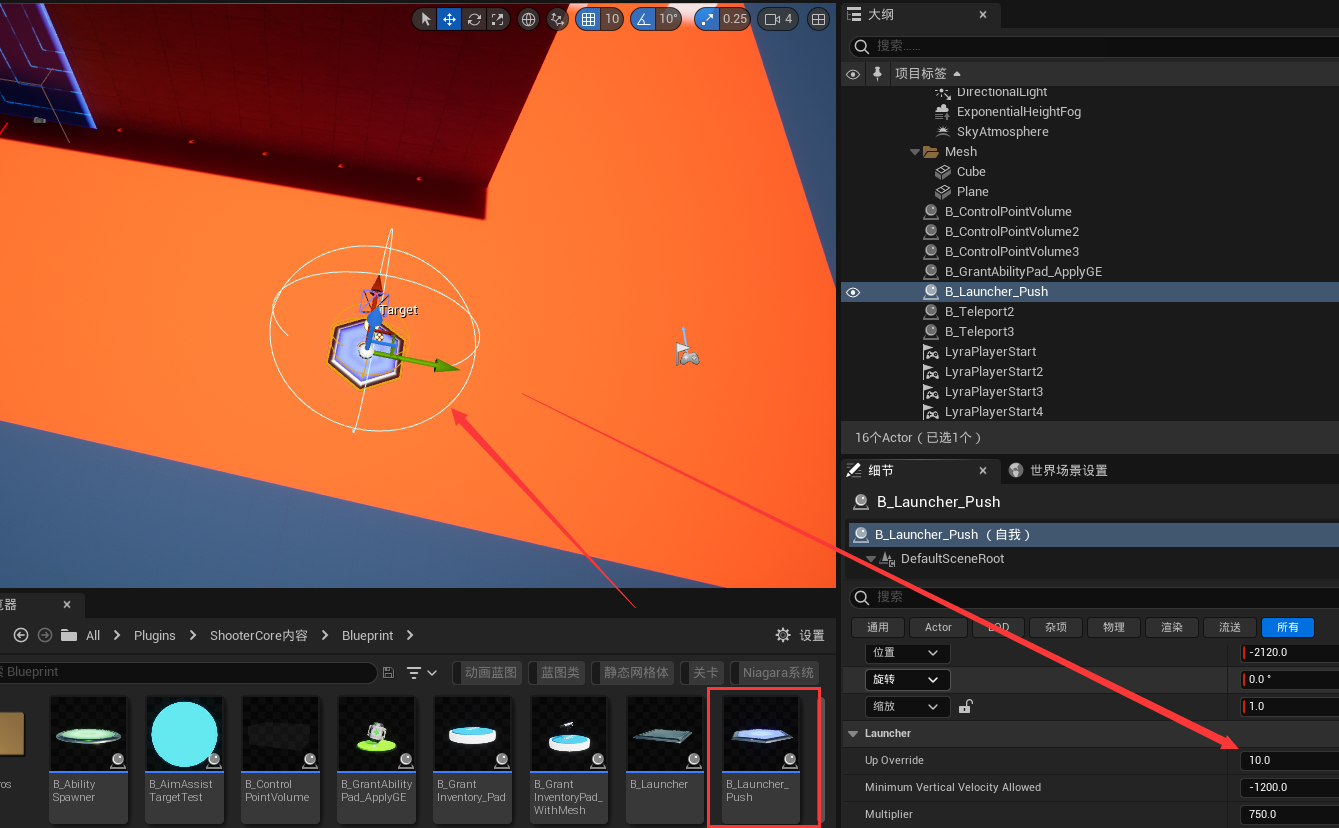 10
10°
0.25
4
大纲
搜索……
项目标签
DirectionalLight
ExponentialHeightFog
SkyAtmosphere
Mesh
Cube
Plane
B_ControlPointVolume
B_ControlPointVolume2
B_ControlPointVolume3
B_GrantAbilityPad_ApplyGE
B_Launcher_Push
B_Teleport2
B_Teleport3
LyraPlayerStart
LyraPlayerStart2
LyraPlayerStart3
LyraPlayerStart4
16个Actor（已选1个）
Target
细节
世界场景设置
B_Launcher_Push
B_Launcher_Push （自我）
DefaultSceneRoot
搜索
通用 Actor LOD 杂项 物理 渲染 流送 所有
位置 -2120.0
旋转 0.0 °
缩放 1.0
Launcher
Up Override 10.0
Minimum Vertical Velocity Allowed -1200.0
Multiplier 750.0
览器
All Plugins ShooterCore内容 Blueprint
设置
Blueprint
动画蓝图 蓝图类 静态网格体 关卡 Niagara系统
B_Ability
Spawner
B_AimAssist
TargetTest
B_Control
PointVolume
B_GrantAbility
Pad_ApplyGE
B_Grant
Inventory_Pad
B_Grant
InventoryPad_
WithMesh
B_Launcher
B_Launcher_
Push